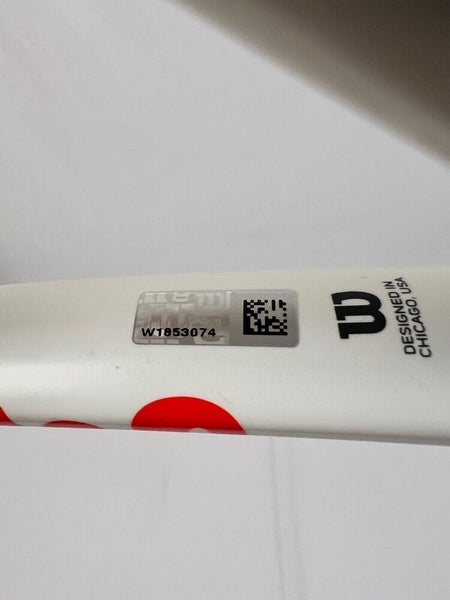 W1853074
DESIGNED IN
CHICAGO, USA